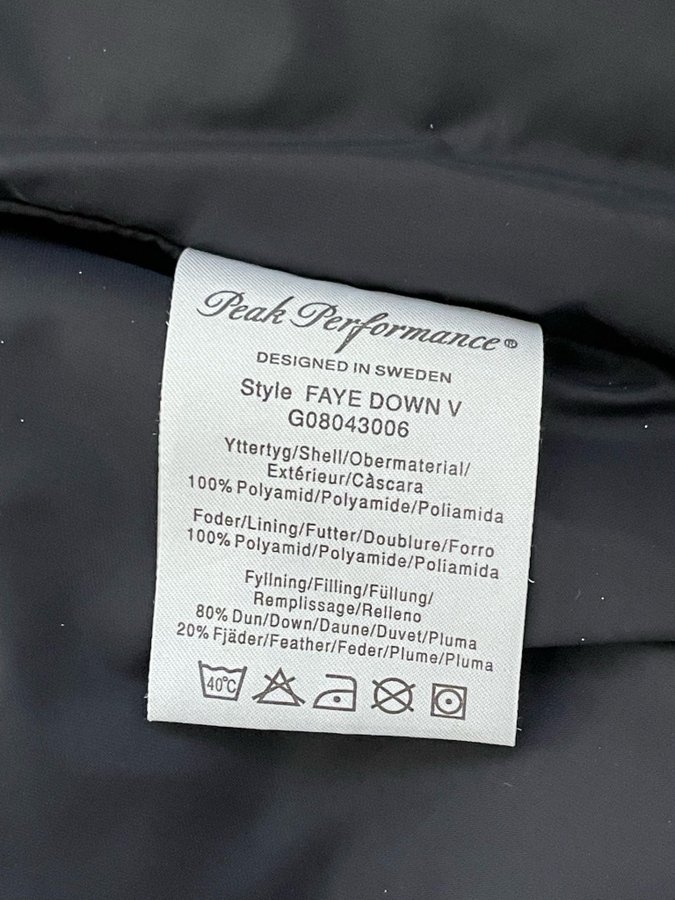 Peak Performance®
DESIGNED IN SWEDEN
Style FAYE DOWN V
G08043006
Yttertyg/Shell/Obermaterial/
Extérieur/Càscara
100% Polyamid/Polyamide/Poliamida
Foder/Lining/Futter/Doublure/Forro
100% Polyamid/Polyamide/Poliamida
Fyllning/Filling/Füllung/
Remplissage/Relleno
80% Dun/Down/Daune/Duvet/Pluma
20% Fjäder/Feather/Feder/Plume/Pluma
40°C